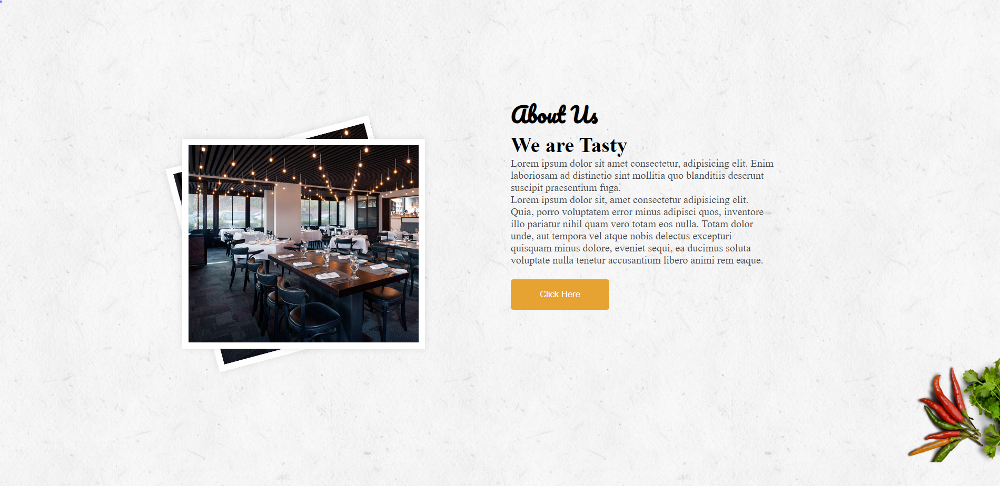 About Us
We are Tasty
Lorem ipsum dolor sit amet consectetur, adipisicing elit. Enim
laboriosam ad distinctio sint mollitia quo blanditiis deserunt
suscipit praesentium fuga.
Lorem ipsum dolor sit, amet consectetur adipisicing elit.
Quia, porro voluptatem error minus adipisci quos, inventore
illo pariatur nihil quam vero totam eos nulla. Totam dolor
unde, aut tempora vel atque nobis delectus excepturi
quisquam minus dolore, eveniet sequi, ea ducimus soluta
voluptate nulla tenetur accusantium libero animi rem eaque.
Click Here